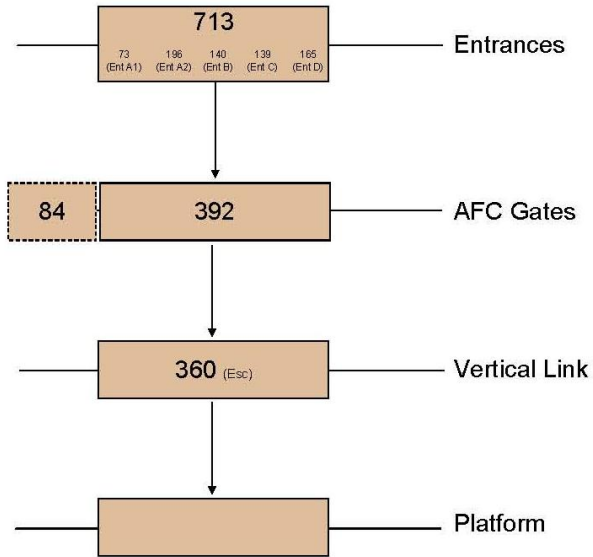 713
73 196 140 139 165
(Ent A1) (Ent A2) (Ent B) (Ent C) (Ent D)
Entrances
84
392
AFC Gates
360 (Esc)
Vertical Link
Platform